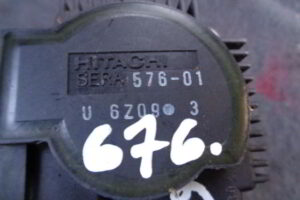 HITACHI
SERA 576-01
U 6Z09 3
676.